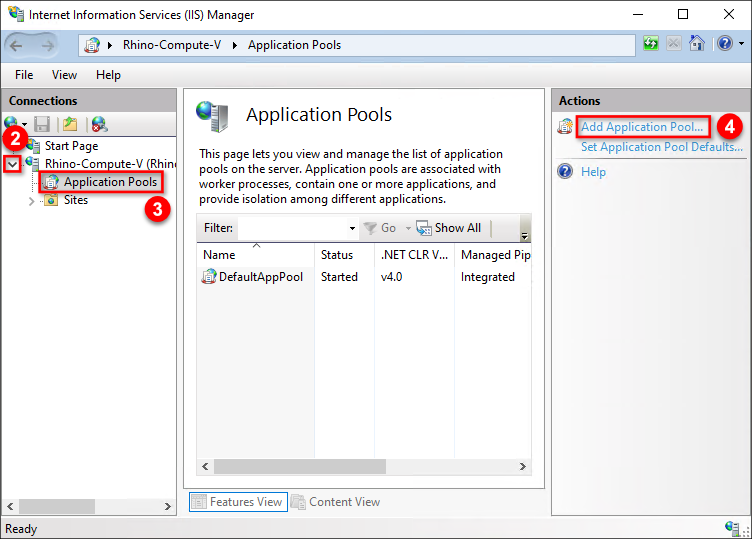 Internet Information Services (IIS) Manager
Rhino-Compute-V
Application Pools
File View Help
Connections
2
Start Page
Rhino-Compute-V (Rhino
Application Pools
3
Sites
Application Pools
This page lets you view and manage the list of application
pools on the server. Application pools are associated with
worker processes, contain one or more applications, and
provide isolation among different applications.
Filter: Go Show All
Name Status .NET CLR V... Managed Pip
DefaultAppPool Started v4.0 Integrated
Features View Content View
Actions
Add Application Pool... 4
Set Application Pool Defaults...
Help
Ready